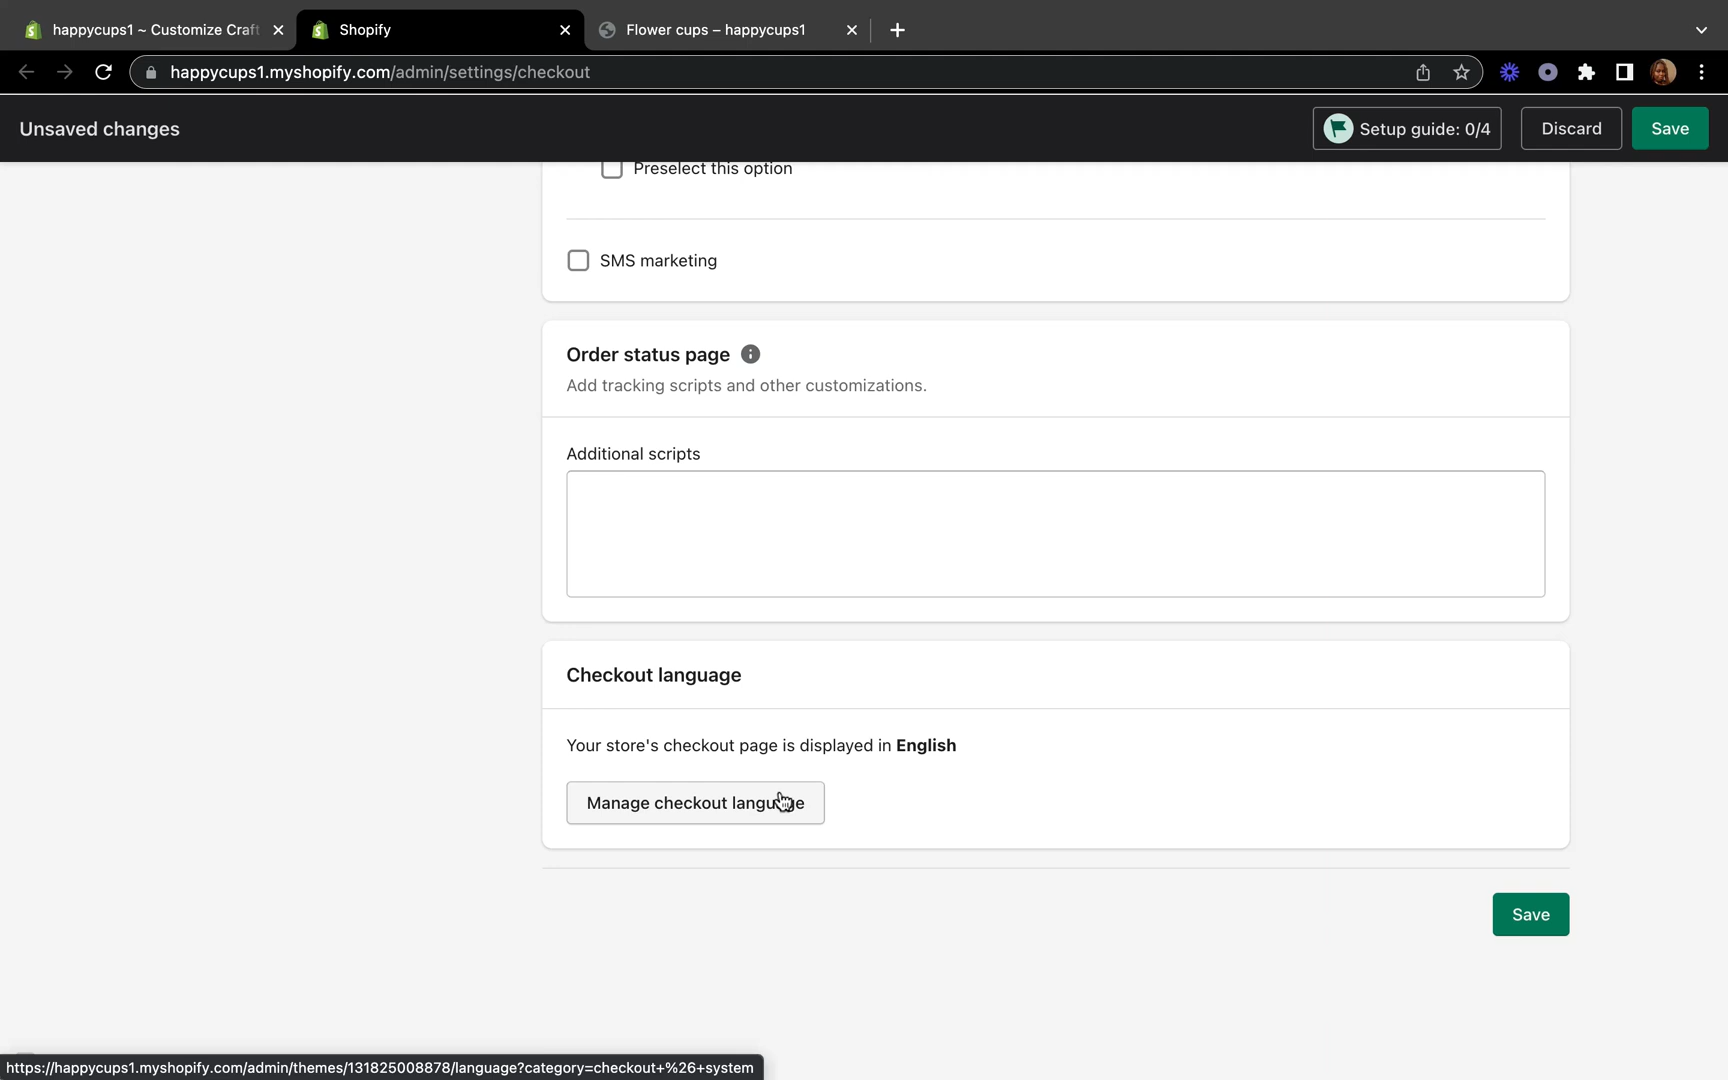 happycups1 ~ Customize Craft
Shopify
Flower cups – happycups1
happycups1.myshopify.com/admin/settings/checkout
Unsaved changes
Setup guide: 0/4
Discard
Save
Preselect this option
SMS marketing
Order status page
Add tracking scripts and other customizations.
Additional scripts
Checkout language
Your store's checkout page is displayed in English
Manage checkout language
Save
https://happycups1.myshopify.com/admin/themes/131825008878/language?category=checkout+%26+system